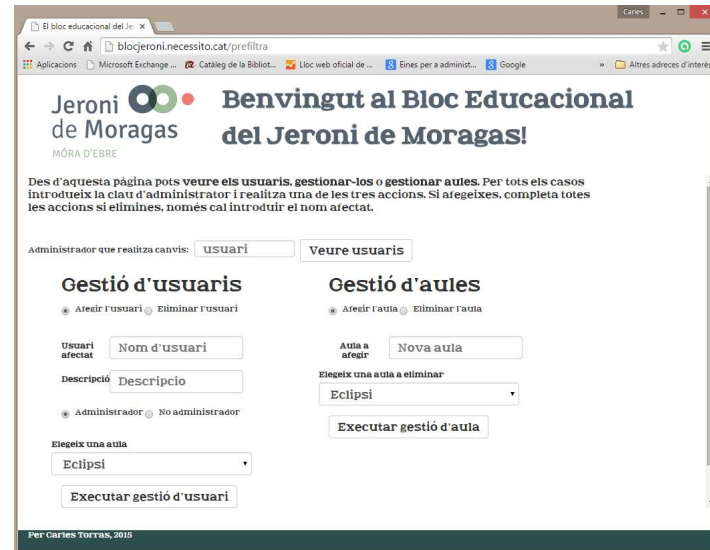 Carles
El bloc educacional del Je
blocjeroni.necessito.cat/prefiltra
Aplicacions Microsoft Exchange ... Catàleg de la Bibliot... Lloc web oficial de ... Eines per a administ... Google » Altres adreces d'interès
Jeroni
de Moragas
MÓRA D'EBRE
Benvingut al Bloc Educacional
del Jeroni de Moragas!
Des d'aquesta pàgina pots veure els usuaris, gestionar-los o gestionar aules. Per tots els casos
introdueix la clau d'administrator i realitza una de les tres accions. Si afegeixes, completa totes
les accions si elimines, només cal introduir el nom afectat.
Administrador que realitza canvis: usuari Veure usuaris
Gestió d'usuaris
Afegir l'usuari Eliminar l'usuari
Usuari
afectat
Nom d'usuari
Descripció Descripcio
Administrador No administrador
Elegeix una aula
Eclipsi
Executar gestió d'usuari
Gestió d'aules
Afegir l'aula Eliminar l'aula
Aula a
afegir
Nova aula
Elegeix una aula a eliminar
Eclipsi
Executar gestió d'aula
Per Carles Torras, 2015